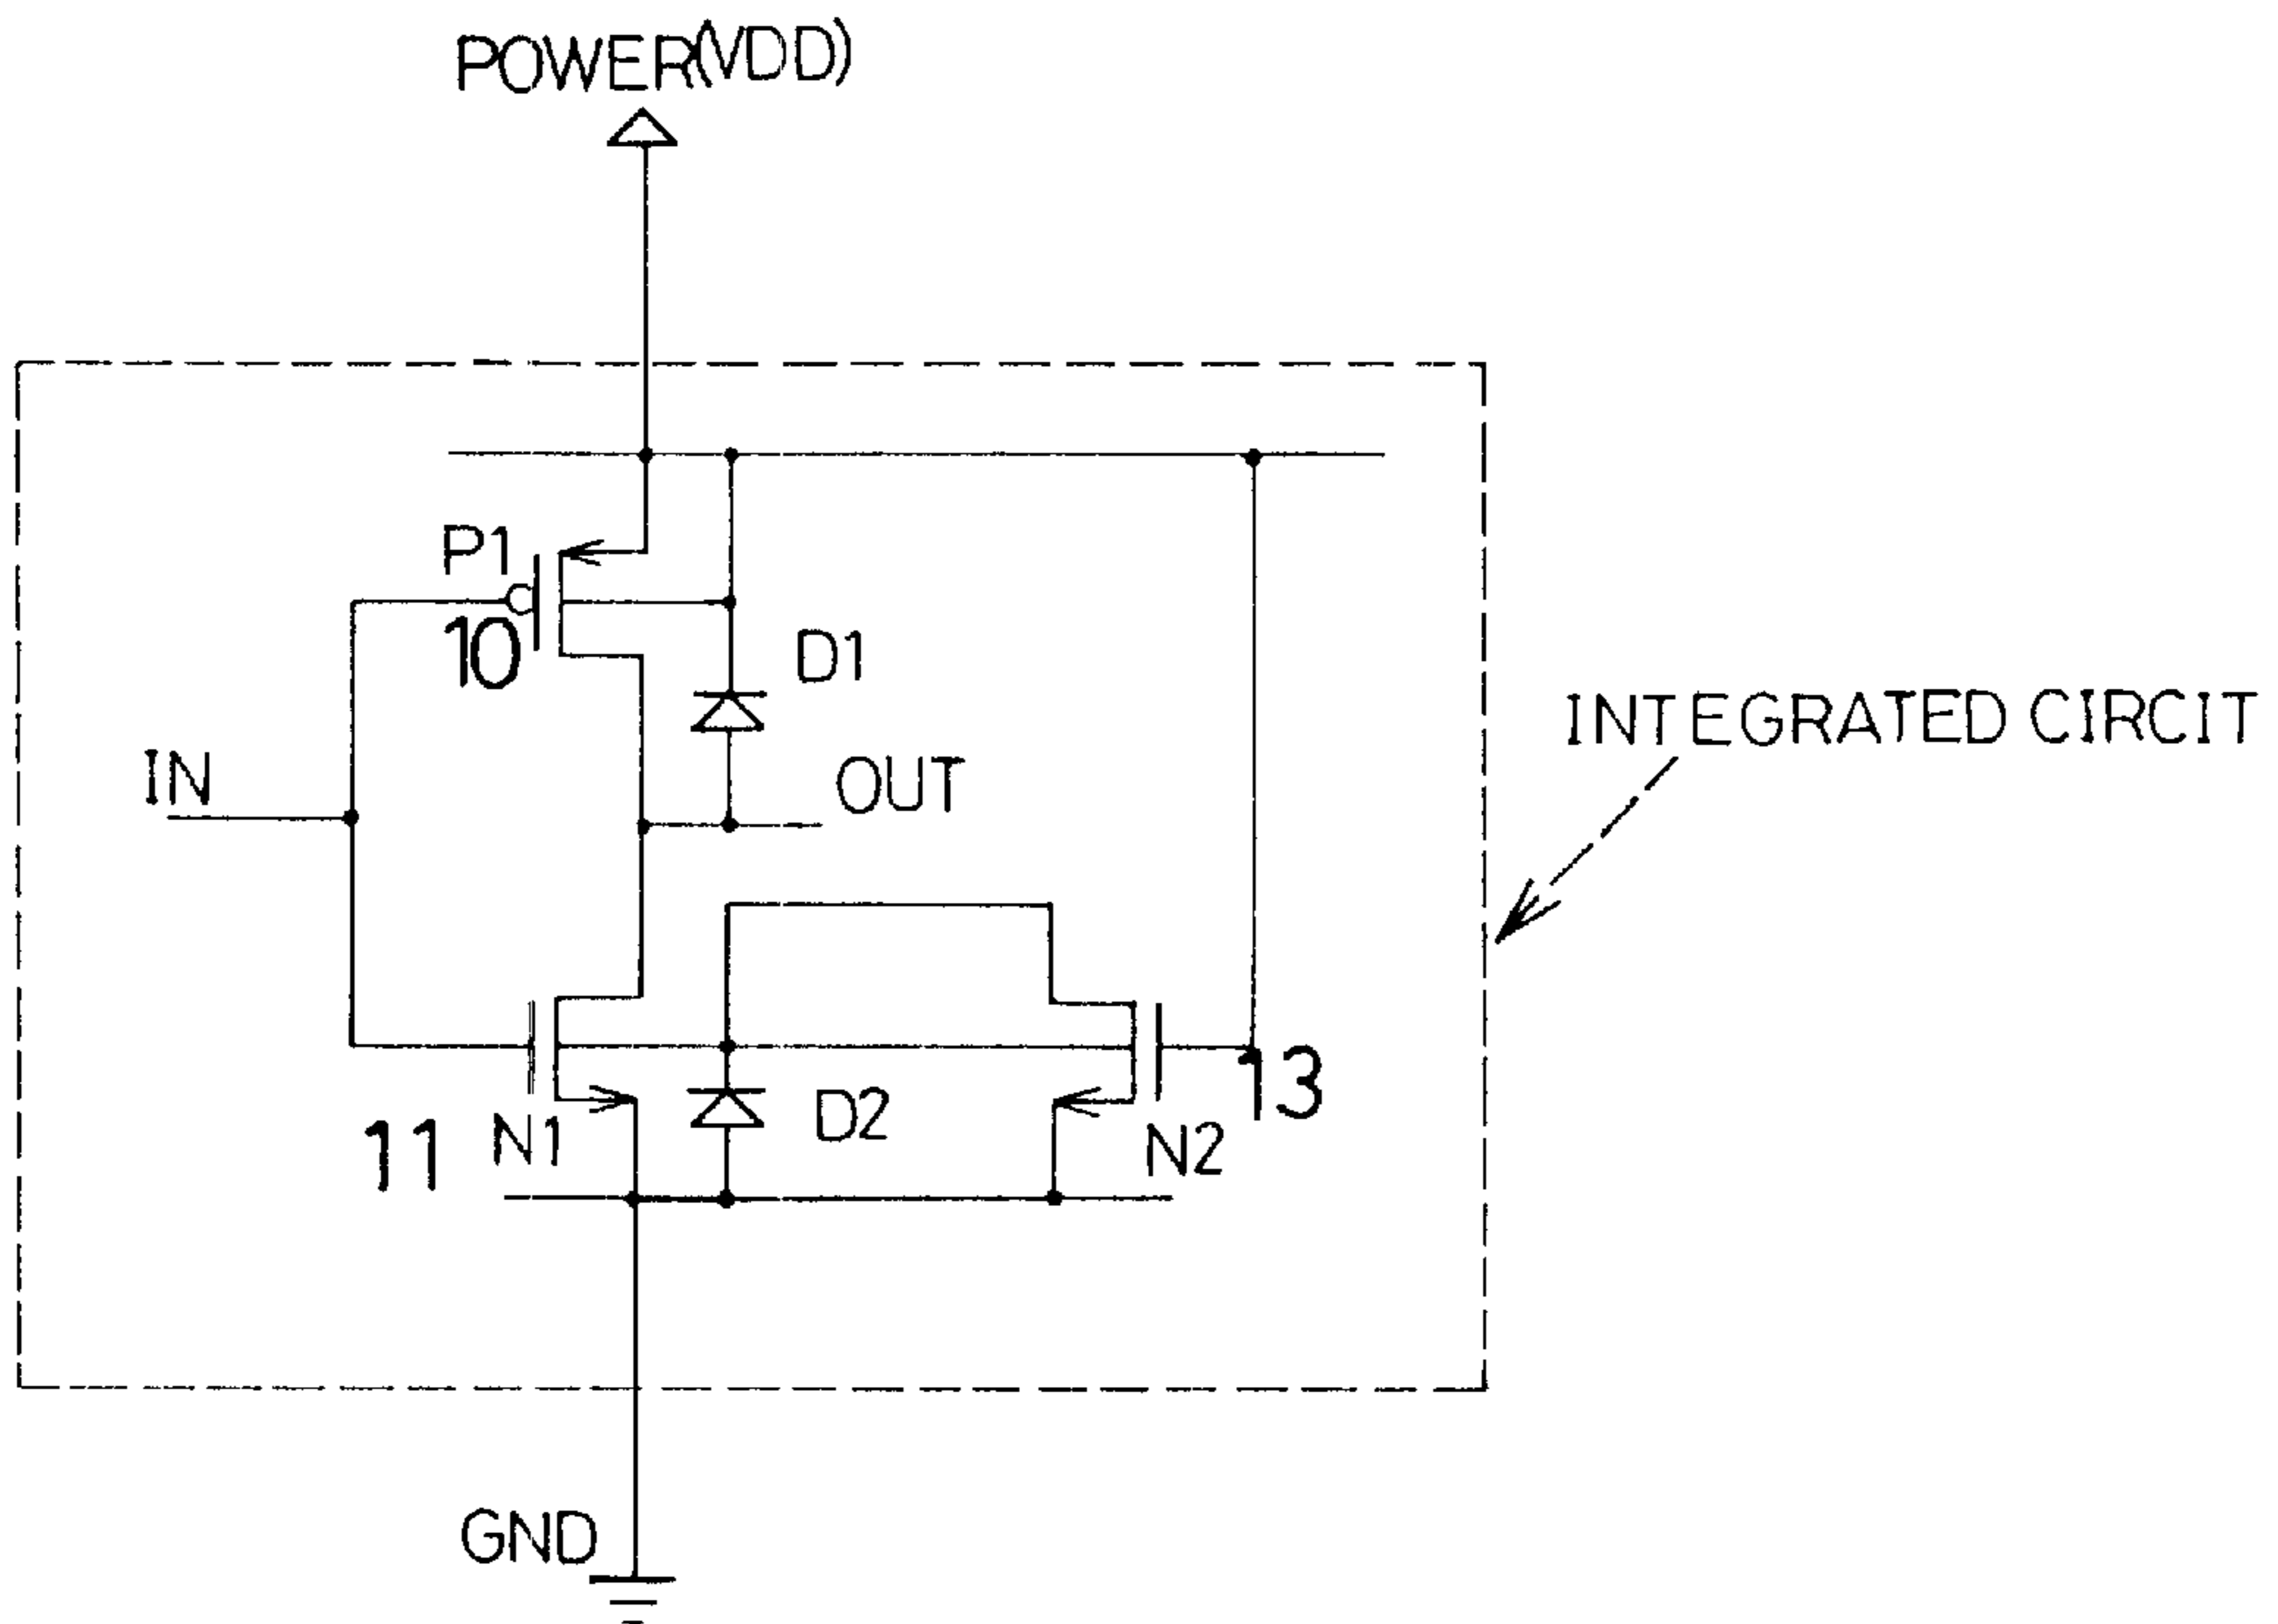 POWER(VDD)
P1
10
D1
INTEGRATED CIRCIT
IN
OUT
13
D2
11
N1
N2
GND